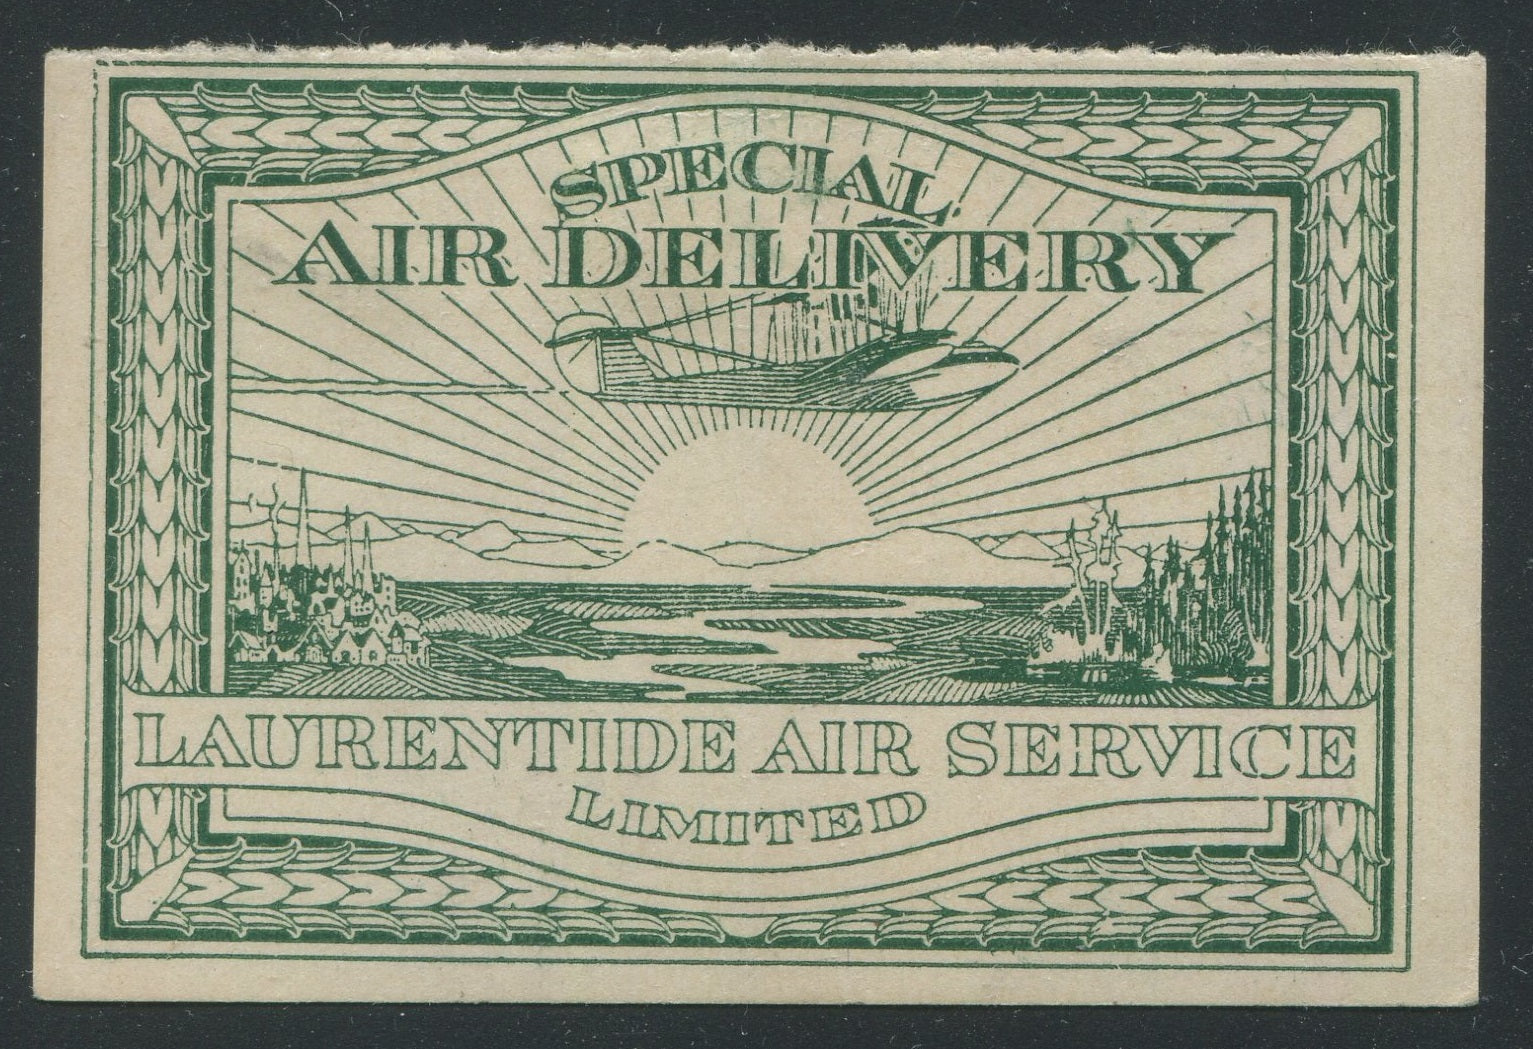 SPECIAL
AIR DELIVERY
LAURENTIDE AIR SERVICE
LIMITED